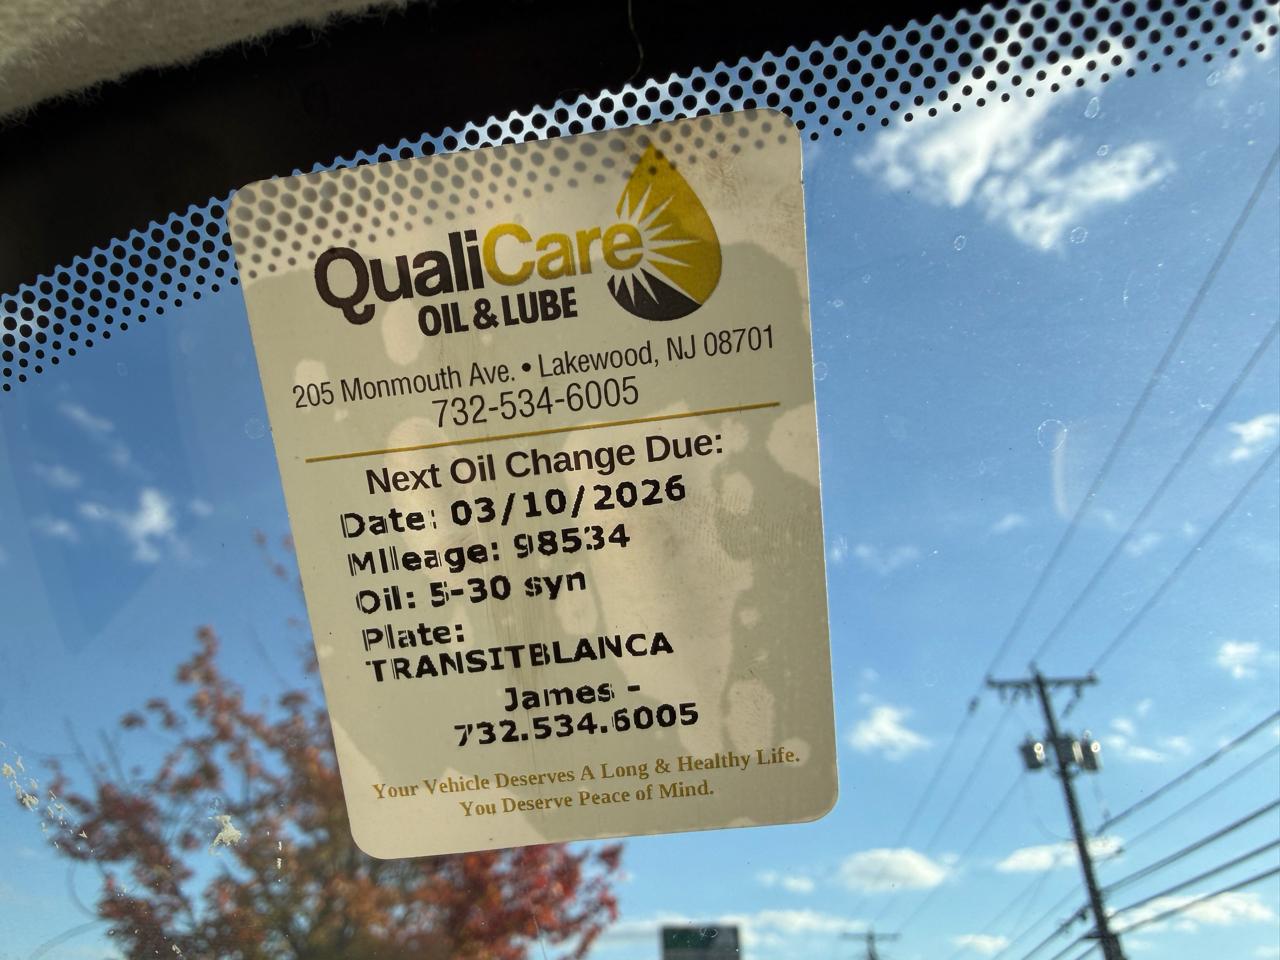 QualiCare
OIL & LUBE
205 Monmouth Ave. • Lakewood, NJ 08701
732-534-6005
Next Oil Change Due:
Date: 03/10/2026
Mileage: 98534
Oil: 5-30 syn
Plate:
TRANSITBLANCA
James -
732.534.6005
Your Vehicle Deserves A Long & Healthy Life.
You Deserve Peace of Mind.